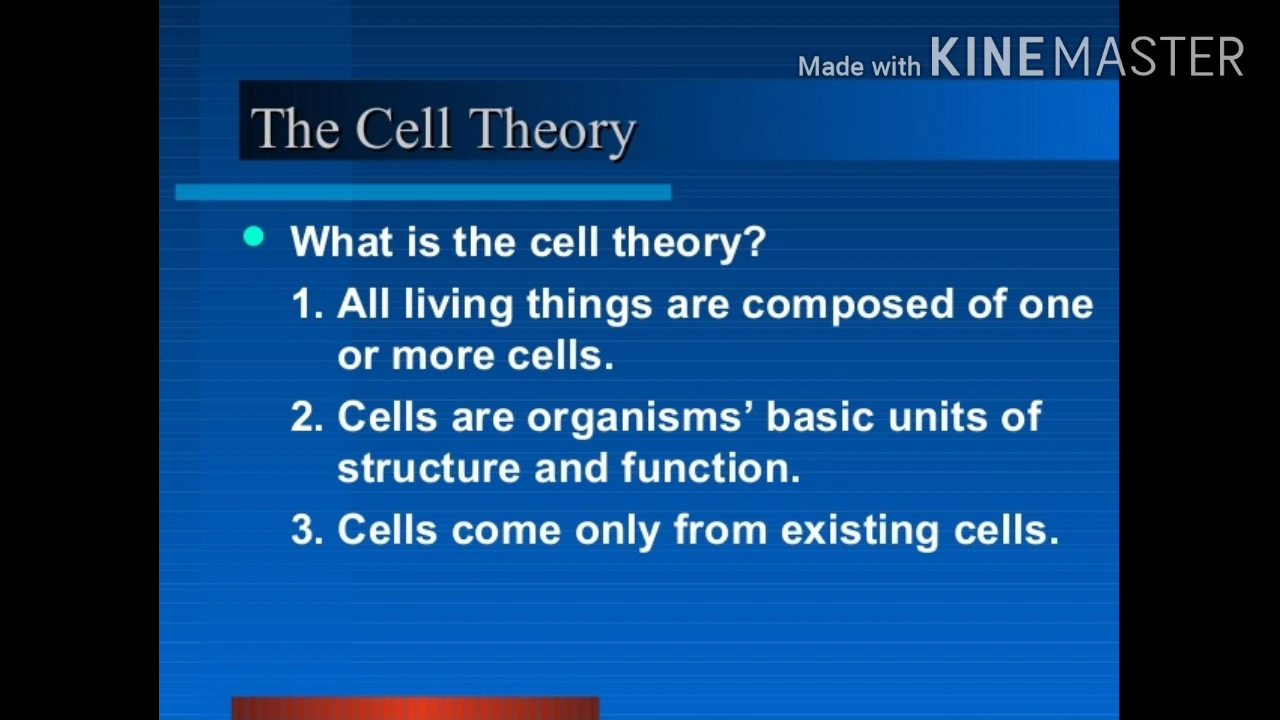 Made with KINEMASTER
The Cell Theory
What is the cell theory?
1. All living things are composed of one
or more cells.
2. Cells are organisms’ basic units of
structure and function.
3. Cells come only from existing cells.